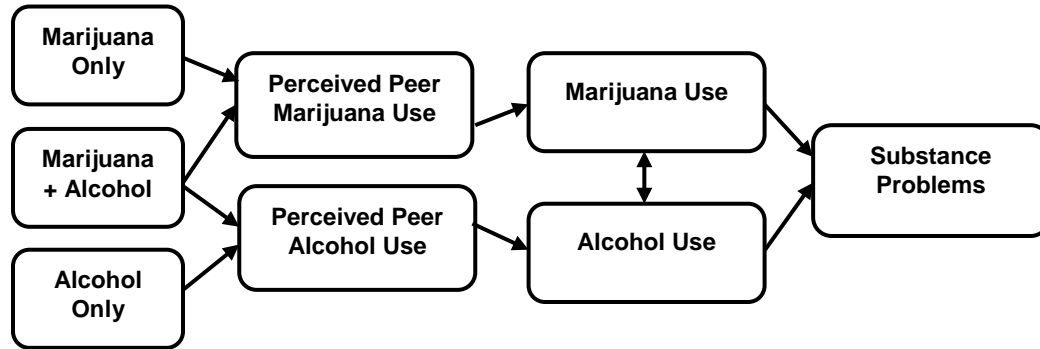 Marijuana
Only
Marijuana
+ Alcohol
Alcohol
Only
Perceived Peer
Marijuana Use
Perceived Peer
Alcohol Use
Marijuana Use
Alcohol Use
Substance
Problems